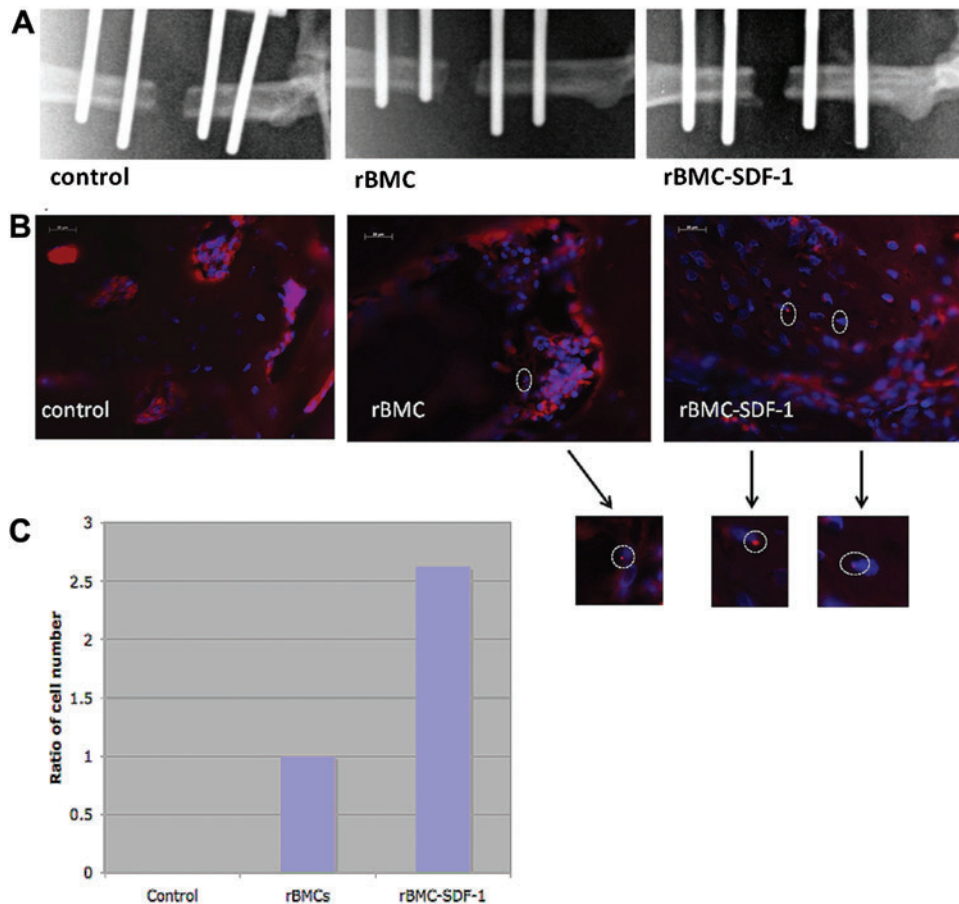 A
control
rBMC
rBMC-SDF-1
B
control
rBMC
rBMC-SDF-1
C
3
2.5
2
1.5
1
0.5
0
Ratio of cell number
Control
rBMCs
rBMC-SDF-1